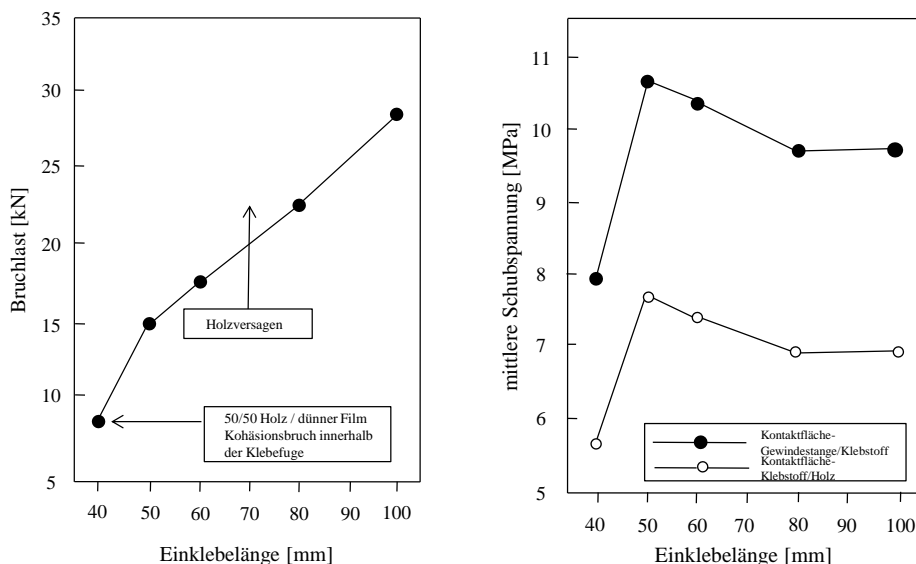 35
30
25
20
15
10
5
Bruchlast [kN]
Holzversagen
50/50 Holz / dünner Film
Kohäsionsbruch innerhalb
der Klebefuge
40 50 60 70 80 90 100
Einklebelänge [mm]
11
10
9
8
7
6
5
mittlere Schubspannung [MPa]
Kontaktfläche-
Gewindestange/Klebstoff
Kontaktfläche-
Klebstoff/Holz
40 50 60 70 80 90 100
Einklebelänge [mm]